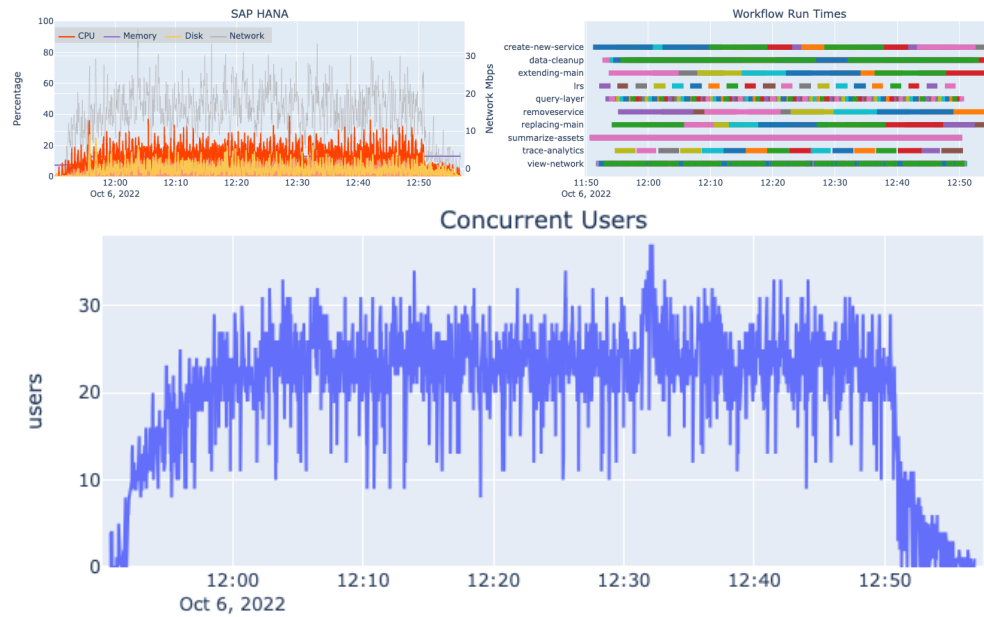 SAP HANA
CPU Memory Disk Network
Percentage
100
80
60
40
20
0
Network Mbps
30
20
10
0
12:00 12:10 12:20 12:30 12:40 12:50
Oct 6, 2022
Workflow Run Times
create-new-service
data-cleanup
extending-main
lrs
query-layer
removeservice
replacing-main
summarize-assets
trace-analytics
view-network
11:50 12:00 12:10 12:20 12:30 12:40 12:50
Oct 6, 2022
Concurrent Users
users
30
20
10
0
12:00 12:10 12:20 12:30 12:40 12:50
Oct 6, 2022